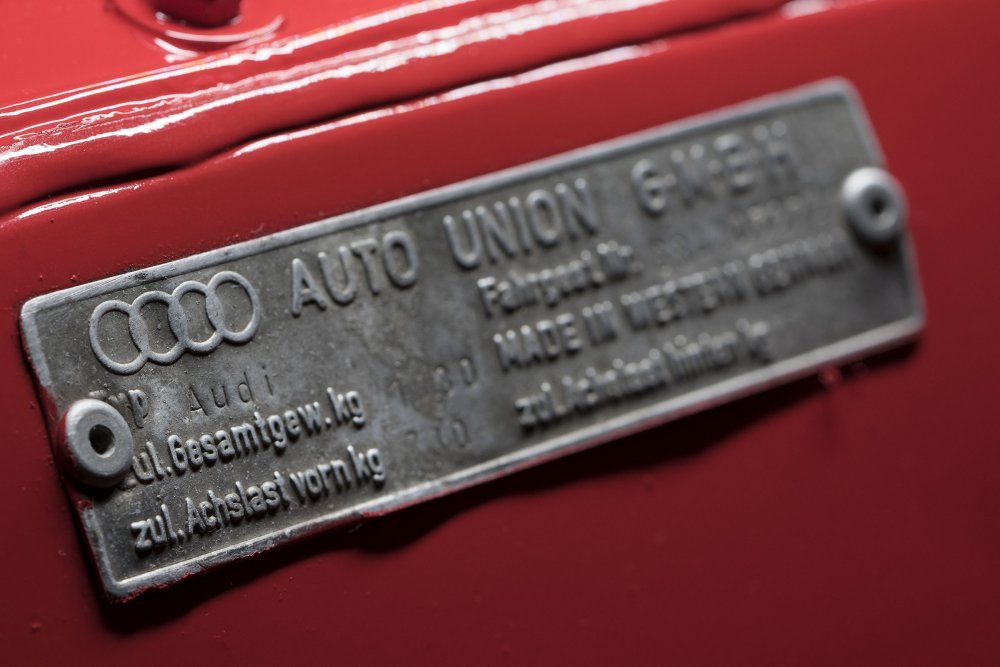 AUTO UNION G·M·B·H
Typ Audi
Fahrgest. Nr.
zul. Gesamtgew. kg
MADE IN WESTERN GERMANY
zul. Achslast vorn kg
zul. Achslast hinten kg